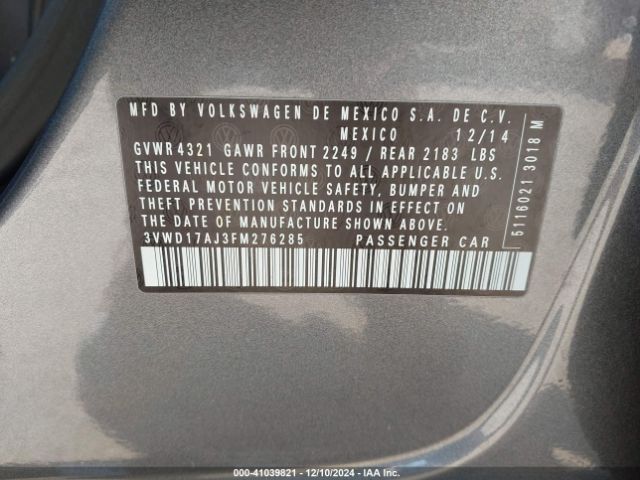 MFD BY VOLKSWAGEN DE MEXICO S.A. DE C.V.
MEXICO 12/14
GVWR 4321 GAWR FRONT 2249 / REAR 2183 LBS
THIS VEHICLE CONFORMS TO ALL APPLICABLE U.S.
FEDERAL MOTOR VEHICLE SAFETY, BUMPER AND
THEFT PREVENTION STANDARDS IN EFFECT ON
THE DATE OF MANUFACTURE SHOWN ABOVE.
3VWD17AJ3FM276285 PASSENGER CAR
5116021 3018 M
000-41039821 - 12/10/2024 - IAA Inc.